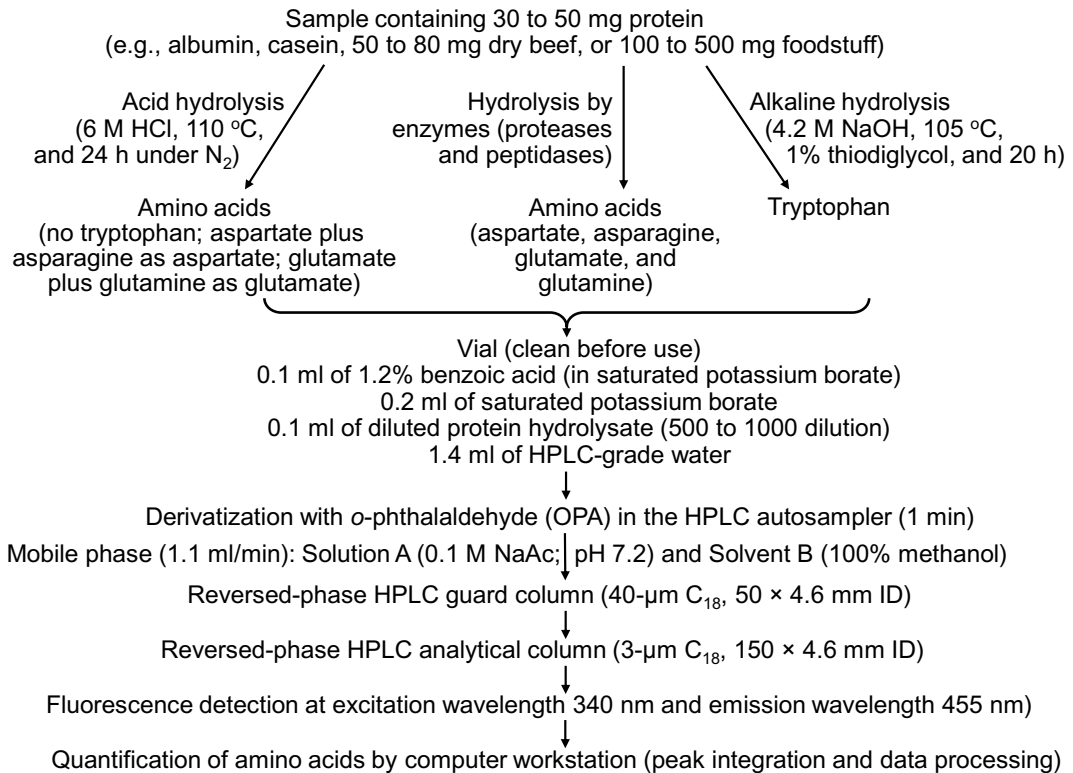 Sample containing 30 to 50 mg protein
(e.g., albumin, casein, 50 to 80 mg dry beef, or 100 to 500 mg foodstuff)
Acid hydrolysis
(6 M HCl, 110 °C,
and 24 h under N₂)
Hydrolysis by
enzymes (proteases
and peptidases)
Alkaline hydrolysis
(4.2 M NaOH, 105 °C,
1% thiodiglycol, and 20 h)
Amino acids
(no tryptophan; aspartate plus
asparagine as aspartate; glutamate
plus glutamine as glutamate)
Amino acids
(aspartate, asparagine,
glutamate, and
glutamine)
Tryptophan
Vial (clean before use)
0.1 ml of 1.2% benzoic acid (in saturated potassium borate)
0.2 ml of saturated potassium borate
0.1 ml of diluted protein hydrolysate (500 to 1000 dilution)
1.4 ml of HPLC-grade water
Derivatization with o-phthalaldehyde (OPA) in the HPLC autosampler (1 min)
Mobile phase (1.1 ml/min): Solution A (0.1 M NaAc; pH 7.2) and Solvent B (100% methanol)
Reversed-phase HPLC guard column (40-μm C₁₈, 50 × 4.6 mm ID)
Reversed-phase HPLC analytical column (3-μm C₁₈, 150 × 4.6 mm ID)
Fluorescence detection at excitation wavelength 340 nm and emission wavelength 455 nm)
Quantification of amino acids by computer workstation (peak integration and data processing)